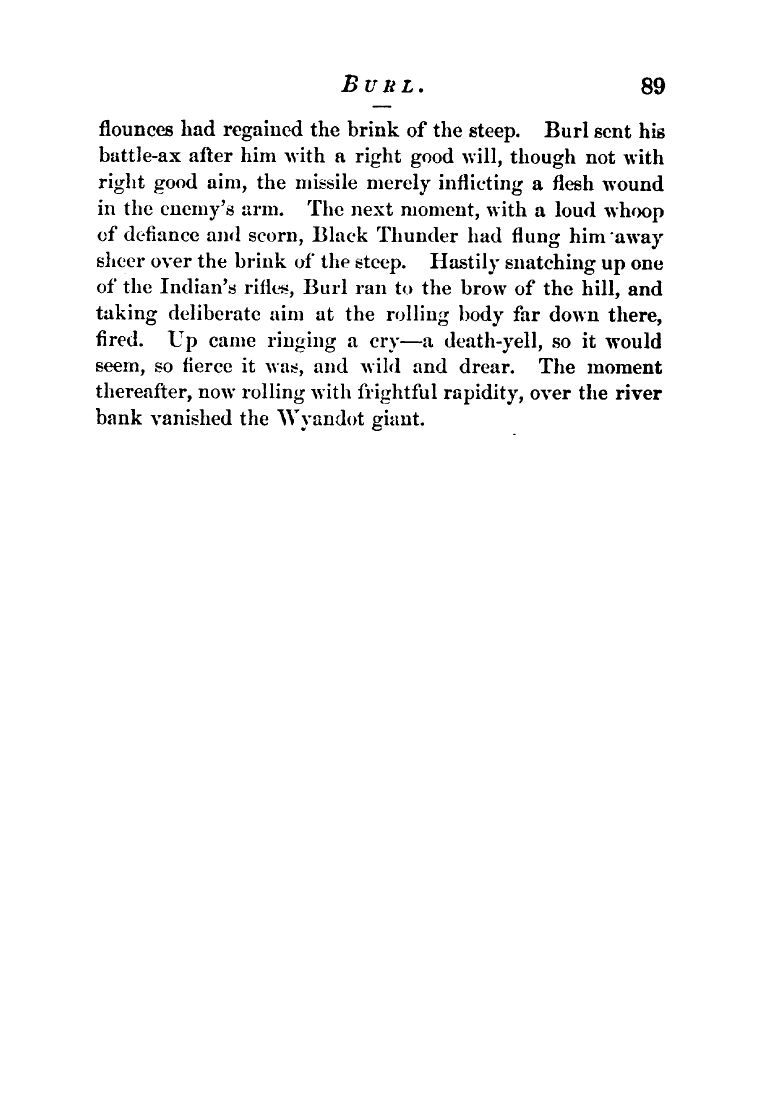 BURL. 89
flounces had regained the brink of the steep. Burl sent his
battle-ax after him with a right good will, though not with
right good aim, the missile merely inflicting a flesh wound
in the enemy's arm. The next moment, with a loud whoop
of defiance and scorn, Black Thunder had flung him away
sheer over the brink of the steep. Hastily snatching up one
of the Indian's rifles, Burl ran to the brow of the hill, and
taking deliberate aim at the rolling body far down there,
fired. Up came ringing a cry—a death-yell, so it would
seem, so fierce it was, and wild and drear. The moment
thereafter, now rolling with frightful rapidity, over the river
bank vanished the Wyandot giant.